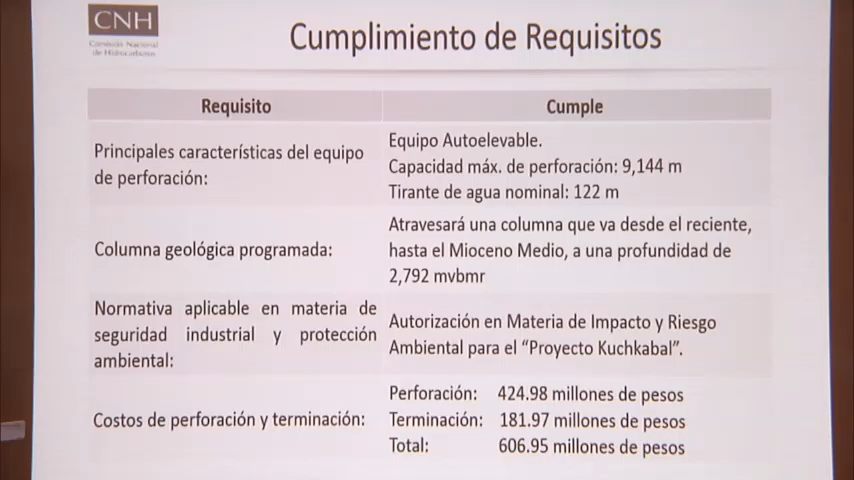 CNH
Comisión Nacional
de Hidrocarburos
Cumplimiento de Requisitos
Requisito
Cumple
Principales características del equipo
de perforación:
Equipo Autoelevable.
Capacidad máx. de perforación: 9,144 m
Tirante de agua nominal: 122 m
Columna geológica programada:
Atravesará una columna que va desde el reciente,
hasta el Mioceno Medio, a una profundidad de
2,792 mvbmr
Normativa aplicable en materia de
seguridad industrial y protección
ambiental:
Autorización en Materia de Impacto y Riesgo
Ambiental para el “Proyecto Kuchkabal”.
Costos de perforación y terminación:
Perforación: 424.98 millones de pesos
Terminación: 181.97 millones de pesos
Total: 606.95 millones de pesos